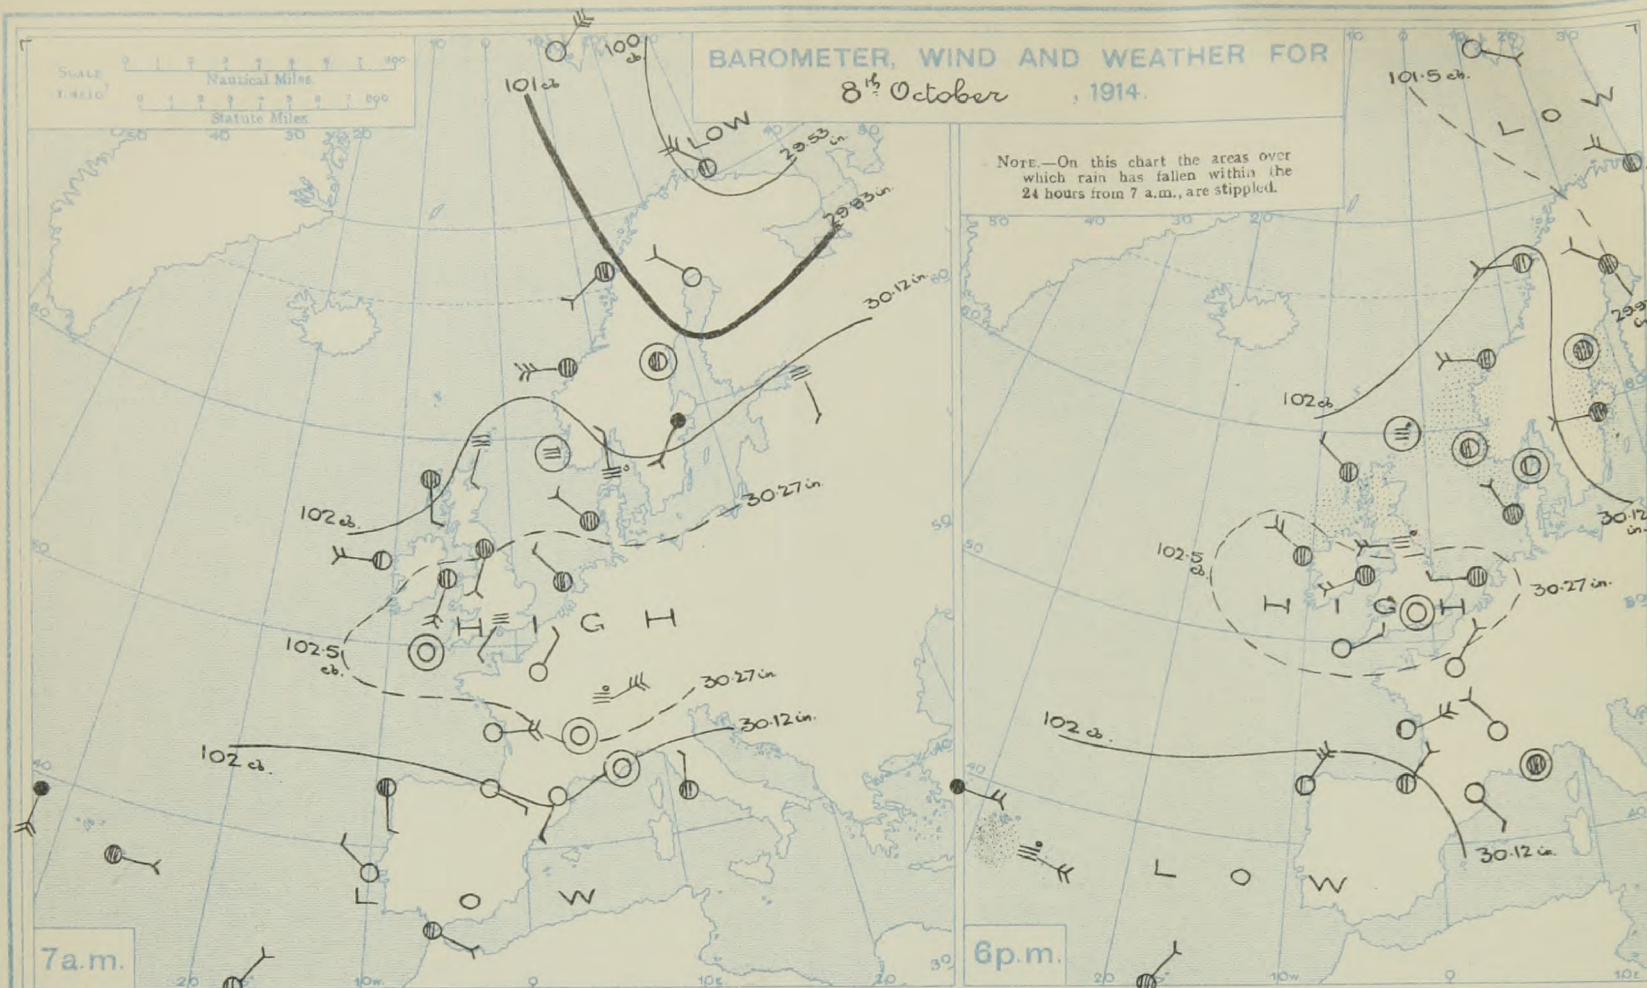 BAROMETER, WIND AND WEATHER FOR
8th October , 1914.
SCALE
Nautical Miles.
Statute Miles.
NOTE.—On this chart the areas over
which rain has fallen within the
24 hours from 7 a.m., are stippled.
100
cb.
101 cb
LOW
29.53
in.
29.83 in.
30.12 in.
102 cb.
30.27 in.
HIGH
102.5
cb.
30.27 in
30.12 in.
102 cb.
LOW
7a.m.
101.5 cb.
LOW
102 cb
30.12
in.
102.5
cb.
30.27 in.
HIGH
102 cb.
30.12 in.
LOW
6p.m.